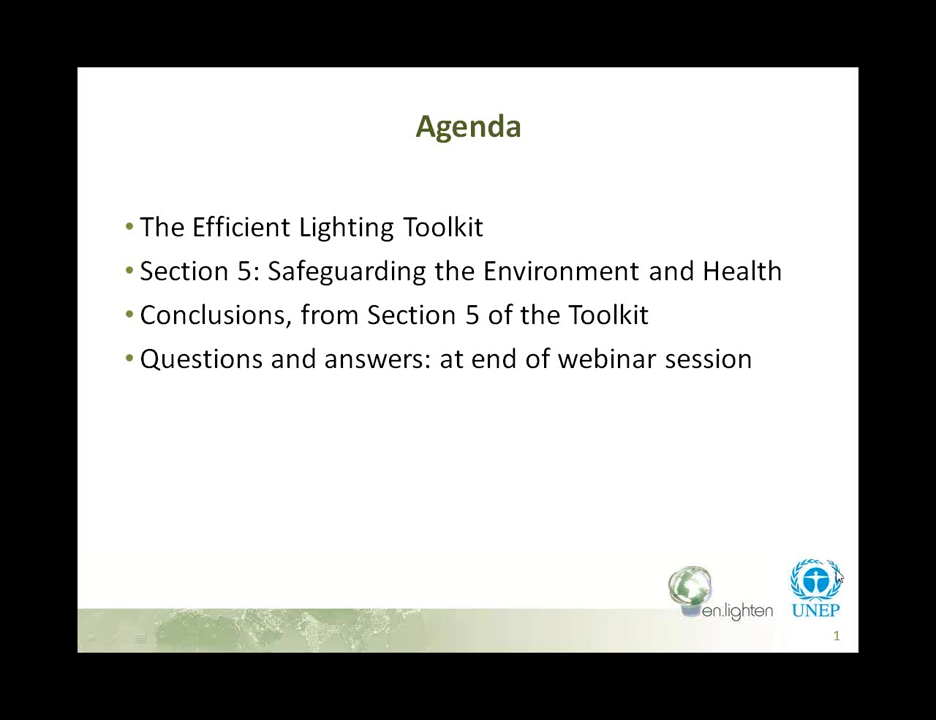 Agenda
• The Efficient Lighting Toolkit
• Section 5: Safeguarding the Environment and Health
• Conclusions, from Section 5 of the Toolkit
• Questions and answers: at end of webinar session
en.lighten
UNEP
1